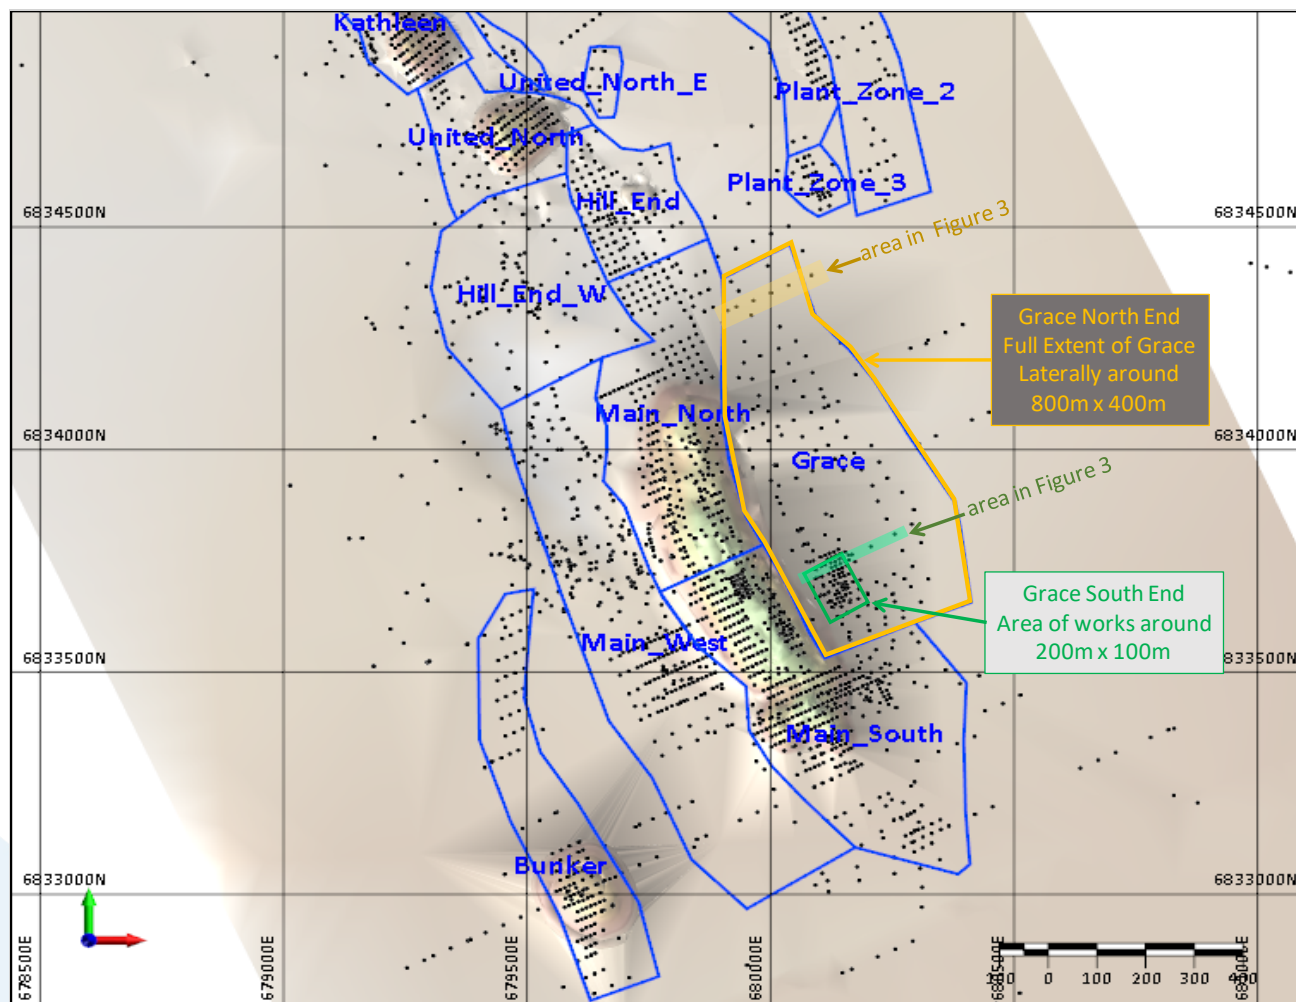 Kathleen
United_North_E
Plant_Zone_2
United_North
Plant_Zone_3
Hill_End
6834500N
6834500N
area in Figure 3
Hill_End_W
Grace North End
Full Extent of Grace
Laterally around
800m x 400m
Main_North
6834000N
6834000N
Grace
area in Figure 3
Grace South End
Area of works around
200m x 100m
Main_West
6833500N
6833500N
Main_South
Bunker
6833000N
6833000N
678500E
679000E
679500E
680000E
0
100
200
300
400